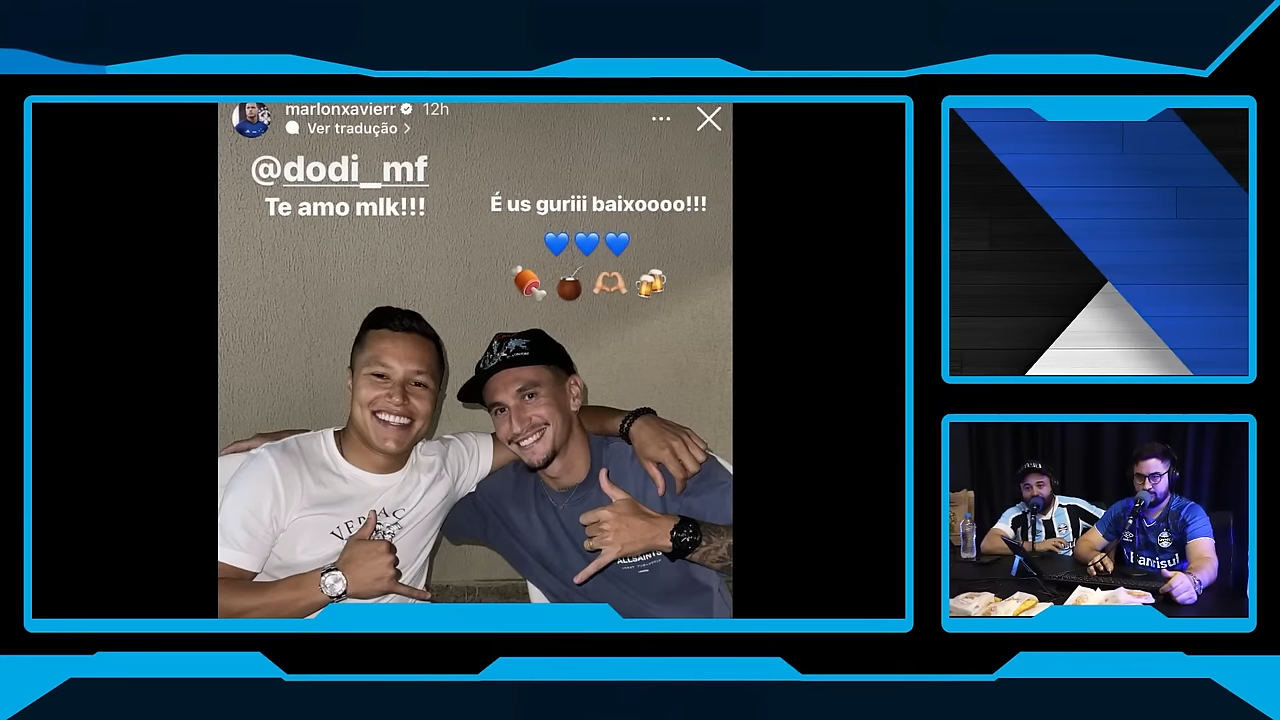 marlonxavierr 12h
Ver tradução >
@dodi_mf
Te amo mlk!!!
É us guriii baixoooo!!!
ALLSAINTS
banrisul